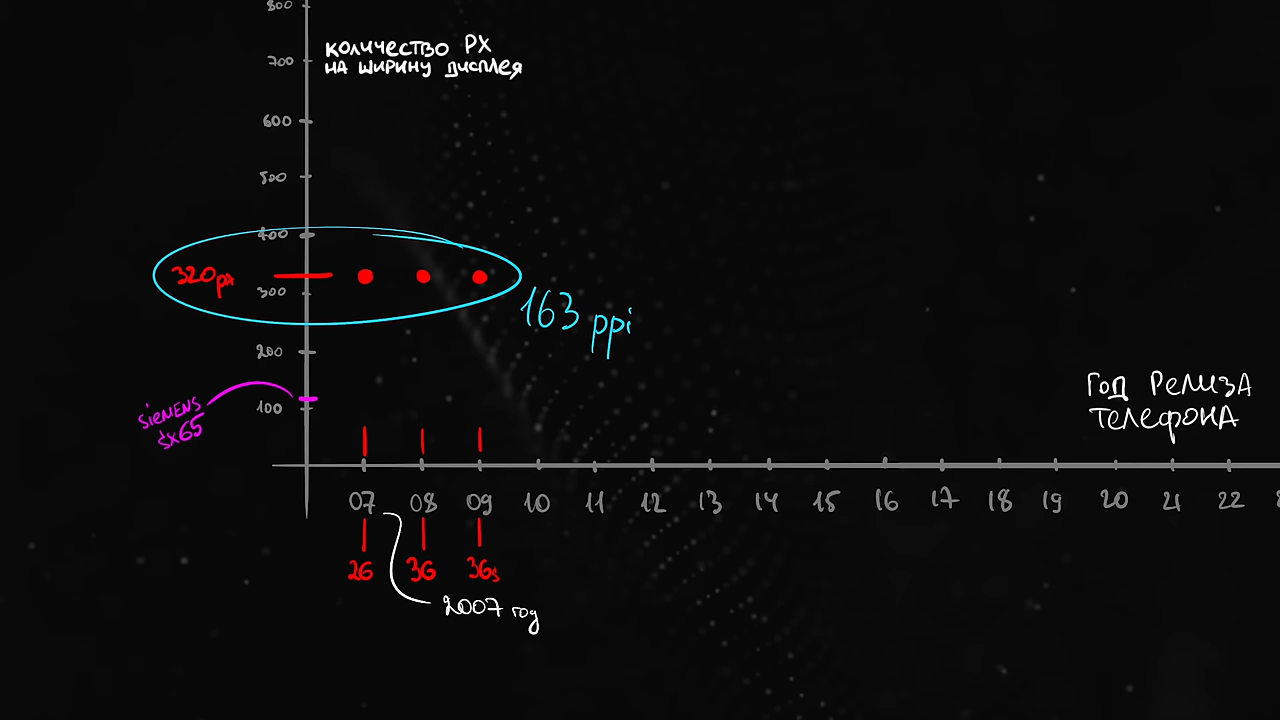 800
количество px
на ширину дисплея
700
600
500
400
320px
300
163 ppi
200
siemens
sx65
100
год релиза
телефона
07 08 09 10 11 12 13 14 15 16 17 18 19 20 21 22
2G 3G 3Gs
2007 год